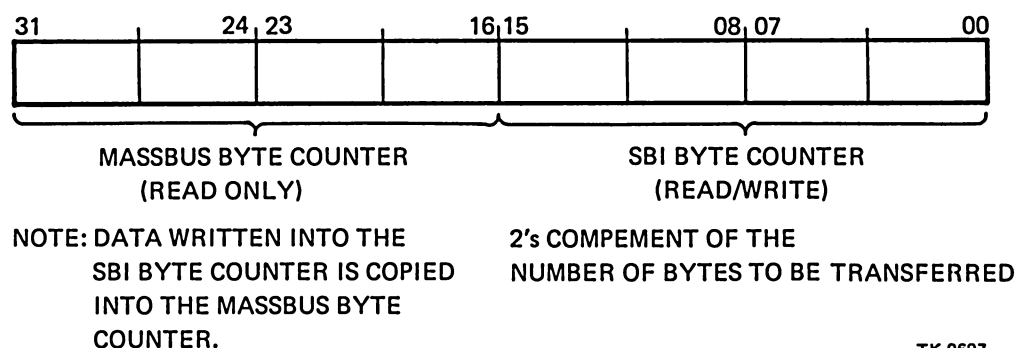 31 24 23 16 15 08 07 00
MASSBUS BYTE COUNTER
(READ ONLY)
SBI BYTE COUNTER
(READ/WRITE)
NOTE: DATA WRITTEN INTO THE
SBI BYTE COUNTER IS COPIED
INTO THE MASSBUS BYTE
COUNTER.
2's COMPEMENT OF THE
NUMBER OF BYTES TO BE TRANSFERRED